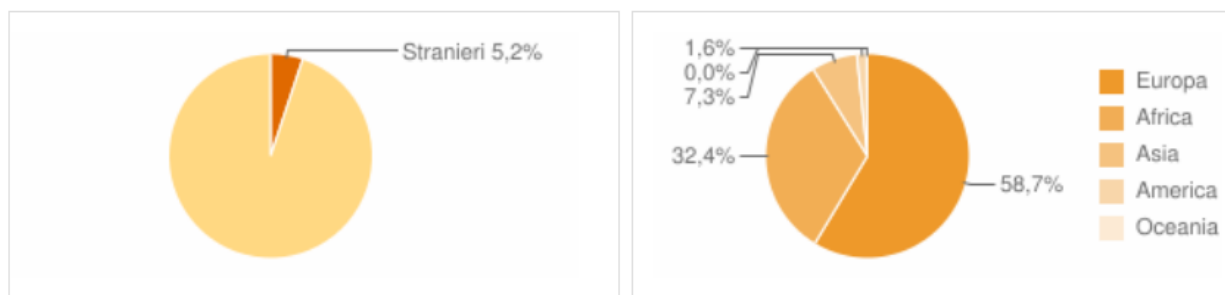 Stranieri 5,2%
1,6%
0,0%
7,3%
32,4%
58,7%
Europa
Africa
Asia
America
Oceania